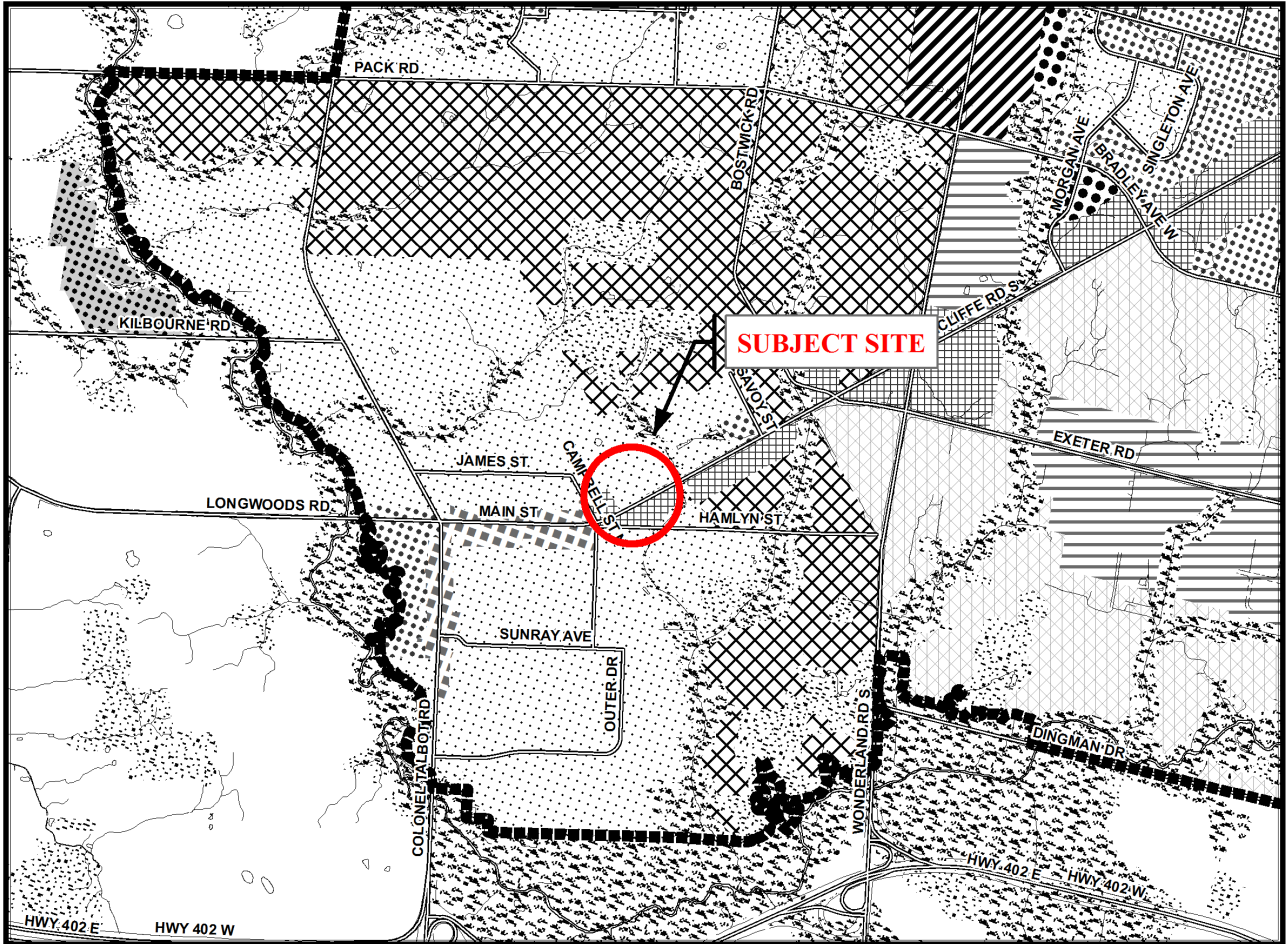 PACK RD
BOSTWICK RD
MORGAN AVE
SINGLETON AVE
BRADLEY AVE W
KILBOURNE RD
CLIFFE RD S
SUBJECT SITE
SAVOY ST
EXETER RD
CAMPBELL ST N
JAMES ST
LONGWOODS RD
MAIN ST
HAMLYN ST
SUNRAY AVE
OUTER DR
COLONEL TALBOT RD
WONDERLAND RD S
DINGMAN DR
HWY 402 E
HWY 402 W
HWY 402 E
HWY 402 W